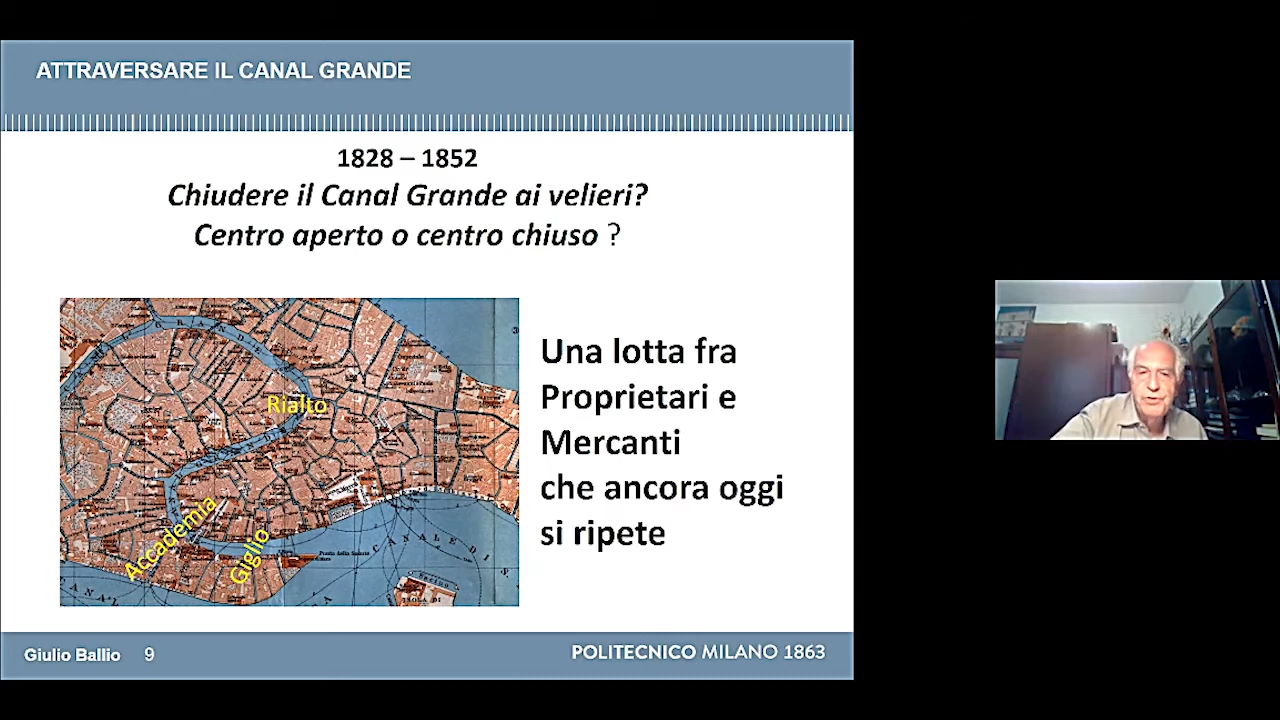 ATTRAVERSARE IL CANAL GRANDE
1828 – 1852
Chiudere il Canal Grande ai velieri?
Centro aperto o centro chiuso ?
Rialto
Accademia
Giglio
Una lotta fra
Proprietari e
Mercanti
che ancora oggi
si ripete
Giulio Ballio 9
POLITECNICO MILANO 1863